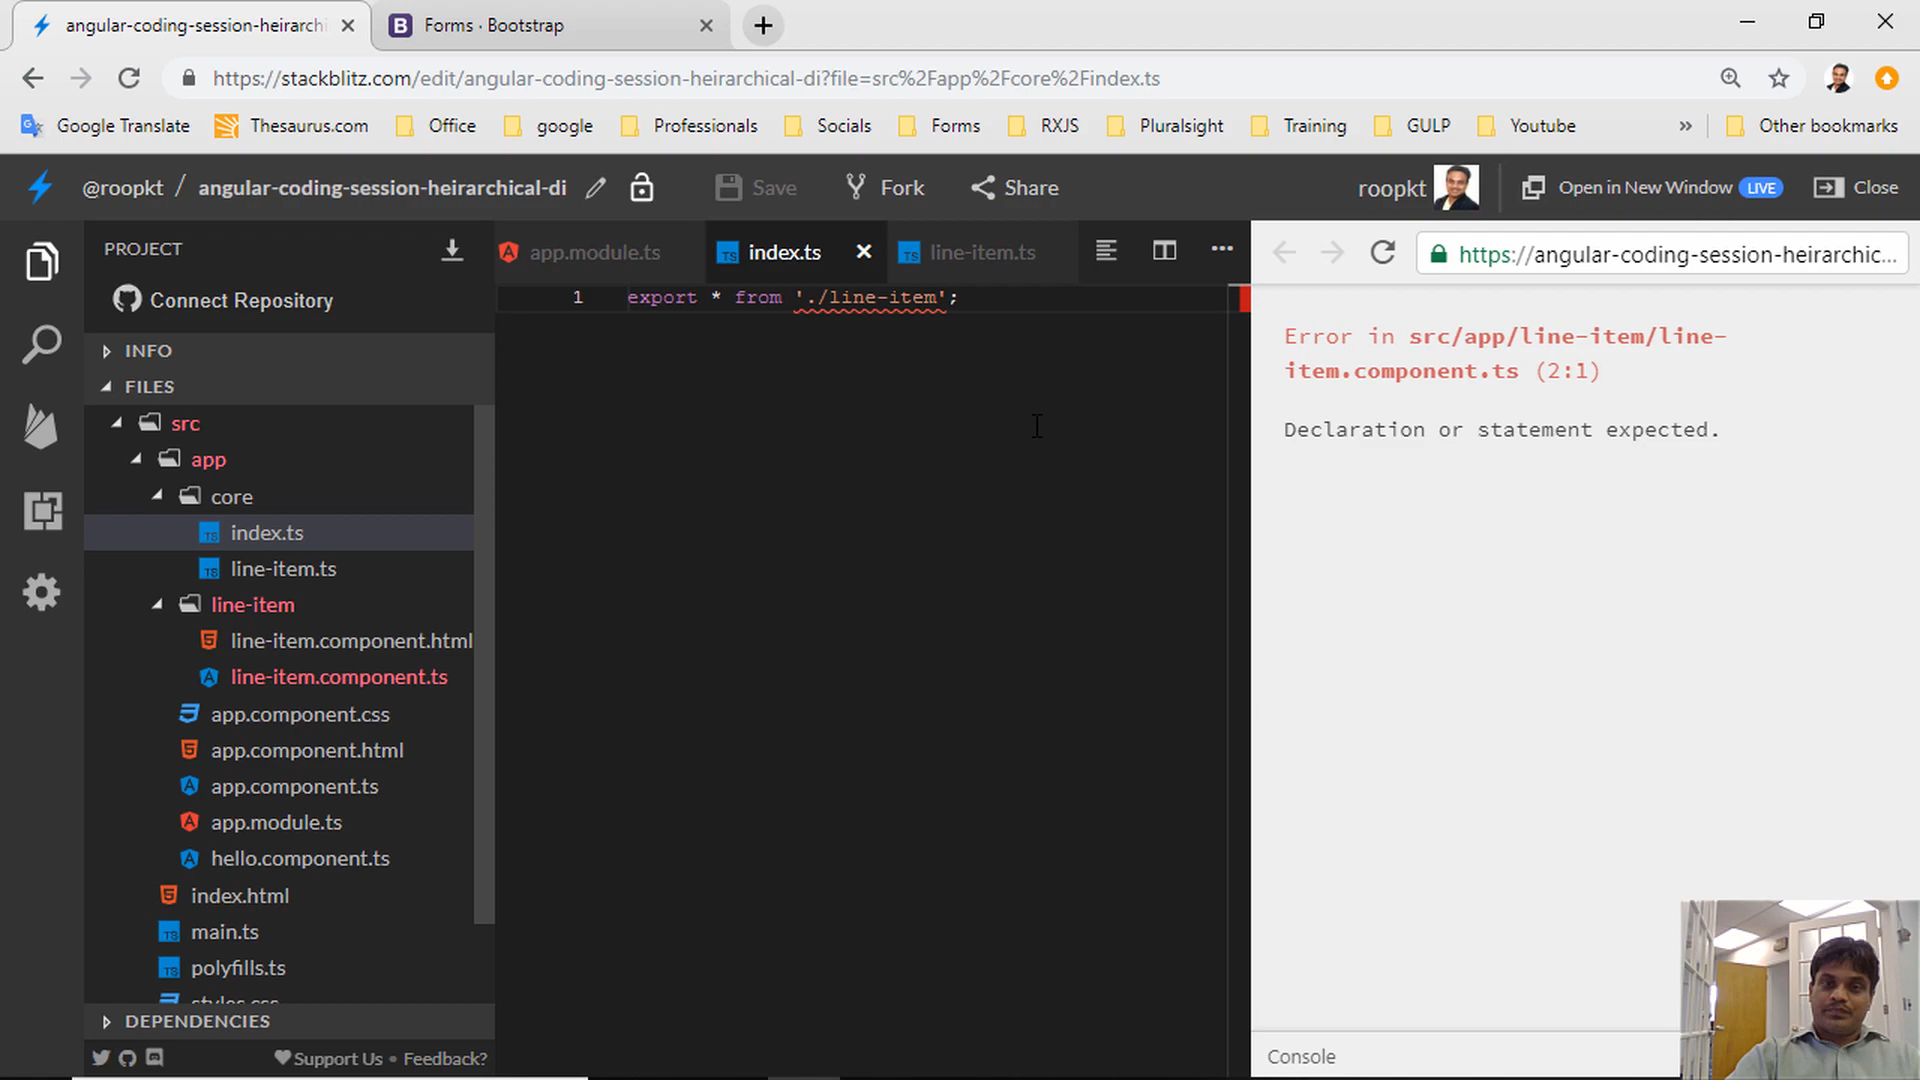 angular-coding-session-heirarchi
Forms · Bootstrap
https://stackblitz.com/edit/angular-coding-session-heirarchical-di?file=src%2Fapp%2Fcore%2Findex.ts
Google Translate
Thesaurus.com
Office
google
Professionals
Socials
Forms
RXJS
Pluralsight
Training
GULP
Youtube
»
Other bookmarks
@roopkt / angular-coding-session-heirarchical-di
Save
Fork
Share
roopkt
Open in New Window LIVE
Close
PROJECT
Connect Repository
INFO
FILES
src
app
core
index.ts
line-item.ts
line-item
line-item.component.html
line-item.component.ts
app.component.css
app.component.html
app.component.ts
app.module.ts
hello.component.ts
index.html
main.ts
polyfills.ts
styles.css
DEPENDENCIES
Support Us • Feedback?
app.module.ts
index.ts
line-item.ts
1 export * from './line-item';
https://angular-coding-session-heirarchic...
Error in src/app/line-item/line-
item.component.ts (2:1)
Declaration or statement expected.
Console